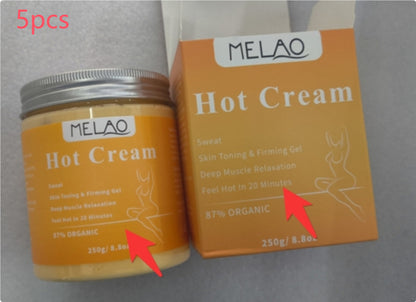 5pcs
MELAO
Hot Cream
Sweat
Skin Toning & Firming Gel
Deep Muscle Relaxation
Feel Hot In 20 Minutes
87% ORGANIC
250g/ 8.8oz
MELAO
Hot Cream
Sweat
Skin Toning & Firming Gel
Deep Muscle Relaxation
Feel Hot In 20 Minutes
87% ORGANIC
250g/ 8.8oz